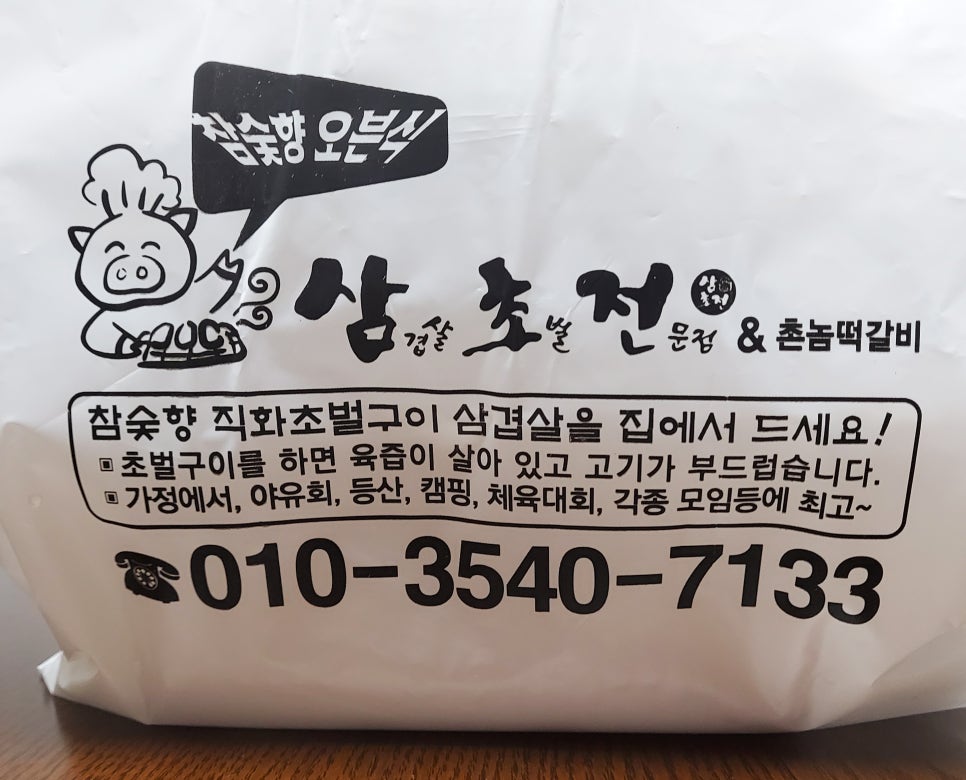 참숯향 오븐식
삼겹살 초벌 전문점 삼초전 & 촌놈떡갈비
참숯향 직화초벌구이 삼겹살을 집에서 드세요!
초벌구이를 하면 육즙이 살아 있고 고기가 부드럽습니다.
가정에서, 야유회, 등산, 캠핑, 체육대회, 각종 모임등에 최고~
010-3540-7133